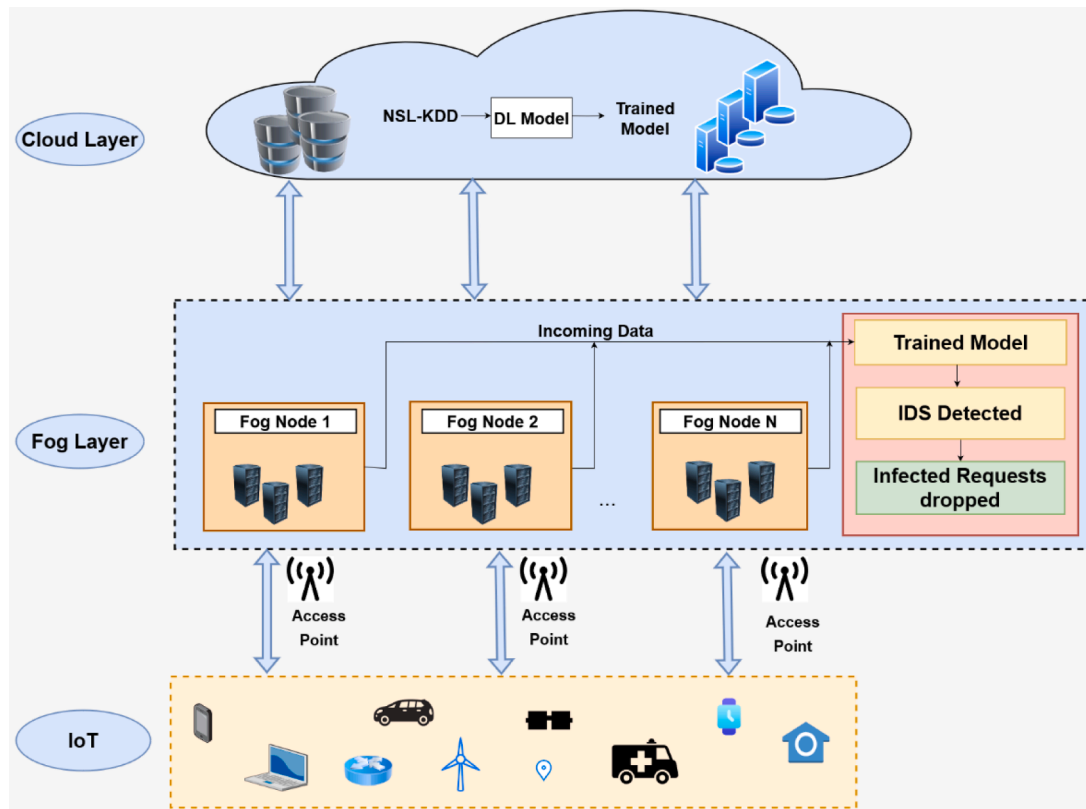 Cloud Layer
NSL-KDD
DL Model
Trained
Model
Fog Layer
Incoming Data
Fog Node 1
Fog Node 2
...
Fog Node N
Trained Model
IDS Detected
Infected Requests
dropped
Access
Point
Access
Point
Access
Point
IoT